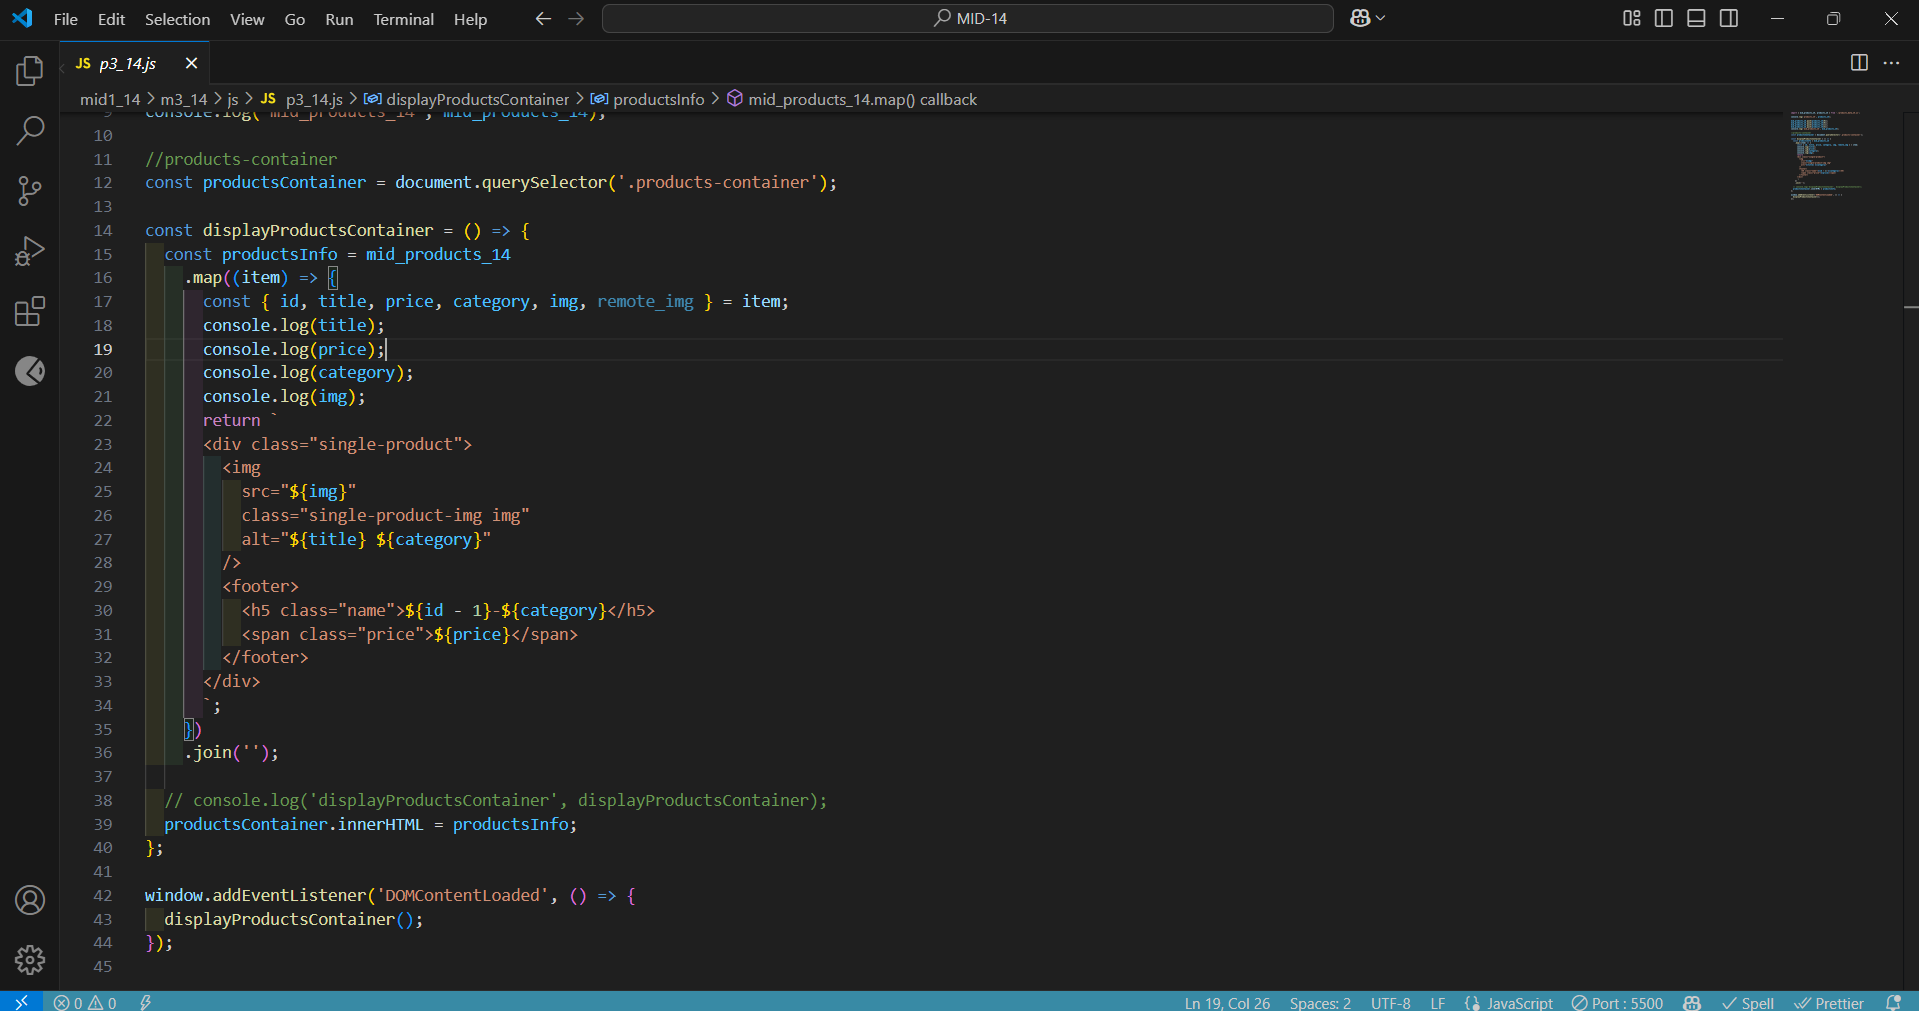 File Edit Selection View Go Run Terminal Help
MID-14
JS p3_14.js
mid1_14 > m3_14 > js > JS p3_14.js > displayProductsContainer > productsInfo > mid_products_14.map() callback
9 console.log('mid_products_14', mid_products_14);
10
11 //products-container
12 const productsContainer = document.querySelector('.products-container');
13
14 const displayProductsContainer = () => {
15 const productsInfo = mid_products_14
16 .map((item) => {
17 const { id, title, price, category, img, remote_img } = item;
18 console.log(title);
19 console.log(price);
20 console.log(category);
21 console.log(img);
22 return `
23 <div class="single-product">
24 <img
25 src="${img}"
26 class="single-product-img img"
27 alt="${title} ${category}"
28 />
29 <footer>
30 <h5 class="name">${id - 1}-${category}</h5>
31 <span class="price">${price}</span>
32 </footer>
33 </div>
34 `;
35 })
36 .join('');
37
38 // console.log('displayProductsContainer', displayProductsContainer);
39 productsContainer.innerHTML = productsInfo;
40 };
41
42 window.addEventListener('DOMContentLoaded', () => {
43 displayProductsContainer();
44 });
45
0 0 Ln 19, Col 26 Spaces: 2 UTF-8 LF JavaScript Port : 5500 Spell Prettier